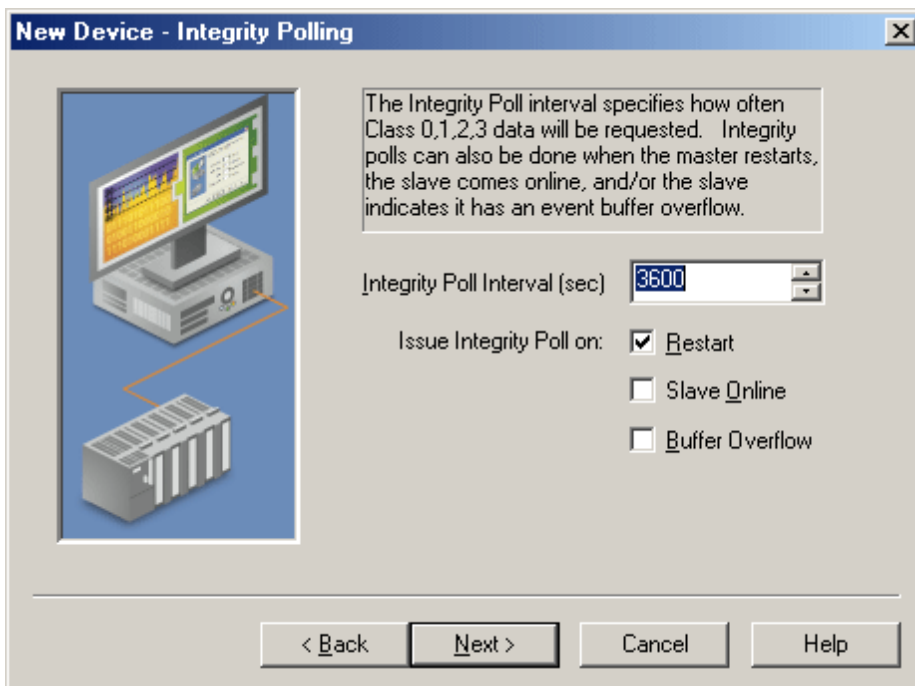 New Device - Integrity Polling
The Integrity Poll interval specifies how often
Class 0,1,2,3 data will be requested. Integrity
polls can also be done when the master restarts,
the slave comes online, and/or the slave
indicates it has an event buffer overflow.
Integrity Poll Interval (sec) 3600
Issue Integrity Poll on: Restart
Slave Online
Buffer Overflow
< Back Next > Cancel Help